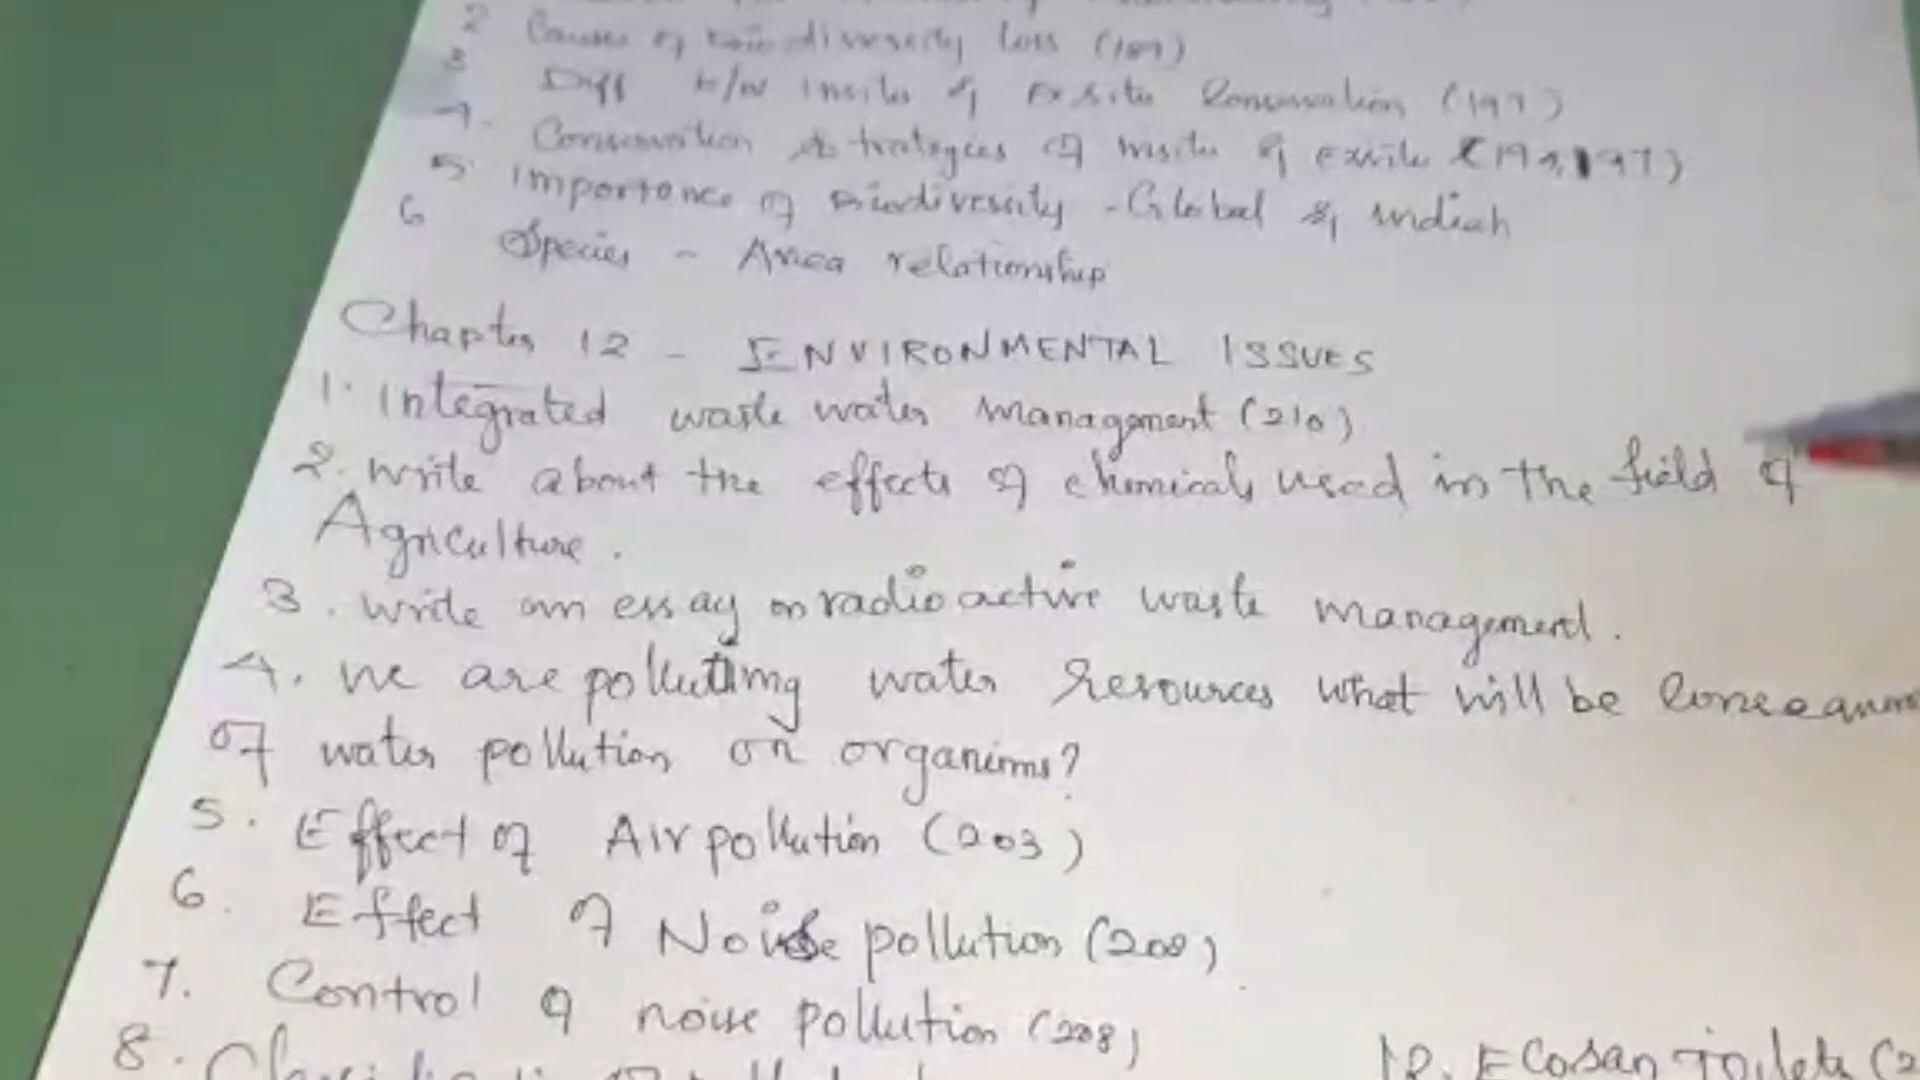 2 Causes of biodiversity loss (189)
3 Diff b/w insitu & Exsitu Conservation (197)
4. Conservation strategies of insitu & exsitu 197)
5. Importance of Biodiversity - Global & Indian
6 Species - Area relationship
Chapter 12 - ENVIRONMENTAL ISSUES
1. Integrated waste water management (210)
2. write about the effects of chemicals used in the field of
Agriculture.
3. write an essay on radioactive waste management.
4. we are polluting water resources what will be
of water pollution on organisms?
5. Effect of Air pollution (203)
6. Effect of Noise pollution (208)
7. Control of noise pollution (208)
8.
12. Ecosan Toilets (2